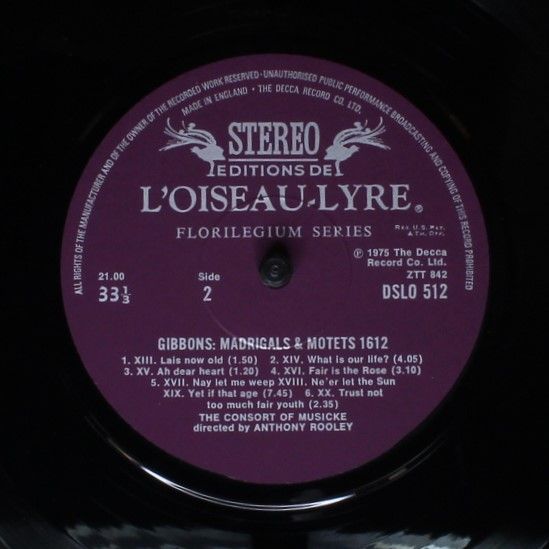 ALL RIGHTS OF THE MANUFACTURER AND OF THE OWNER OF THE RECORDED WORK RESERVED · UNAUTHORISED PUBLIC PERFORMANCE BROADCASTING AND COPYING OF THIS RECORD PROHIBITED
MADE IN ENGLAND · THE DECCA RECORD CO. LTD.
STEREO
EDITIONS DE
L'OISEAU-LYRE®
FLORILEGIUM SERIES
REG. U.S. PAT.
& T.M. OFF.
℗ 1975 The Decca
Record Co. Ltd.
ZTT 842
21.00
Side
33 1/3
2
DSLO 512
GIBBONS: MADRIGALS & MOTETS 1612
1. XIII. Lais now old (1.50) 2. XIV. What is our life? (4.05)
3. XV. Ah dear heart (1.20) 4. XVI. Fair is the Rose (3.10)
5. XVII. Nay let me weep XVIII. Ne'er let the Sun
XIX. Yet if that age (7.45) 6. XX. Trust not
too much fair youth (2.35)
THE CONSORT OF MUSICKE
directed by ANTHONY ROOLEY